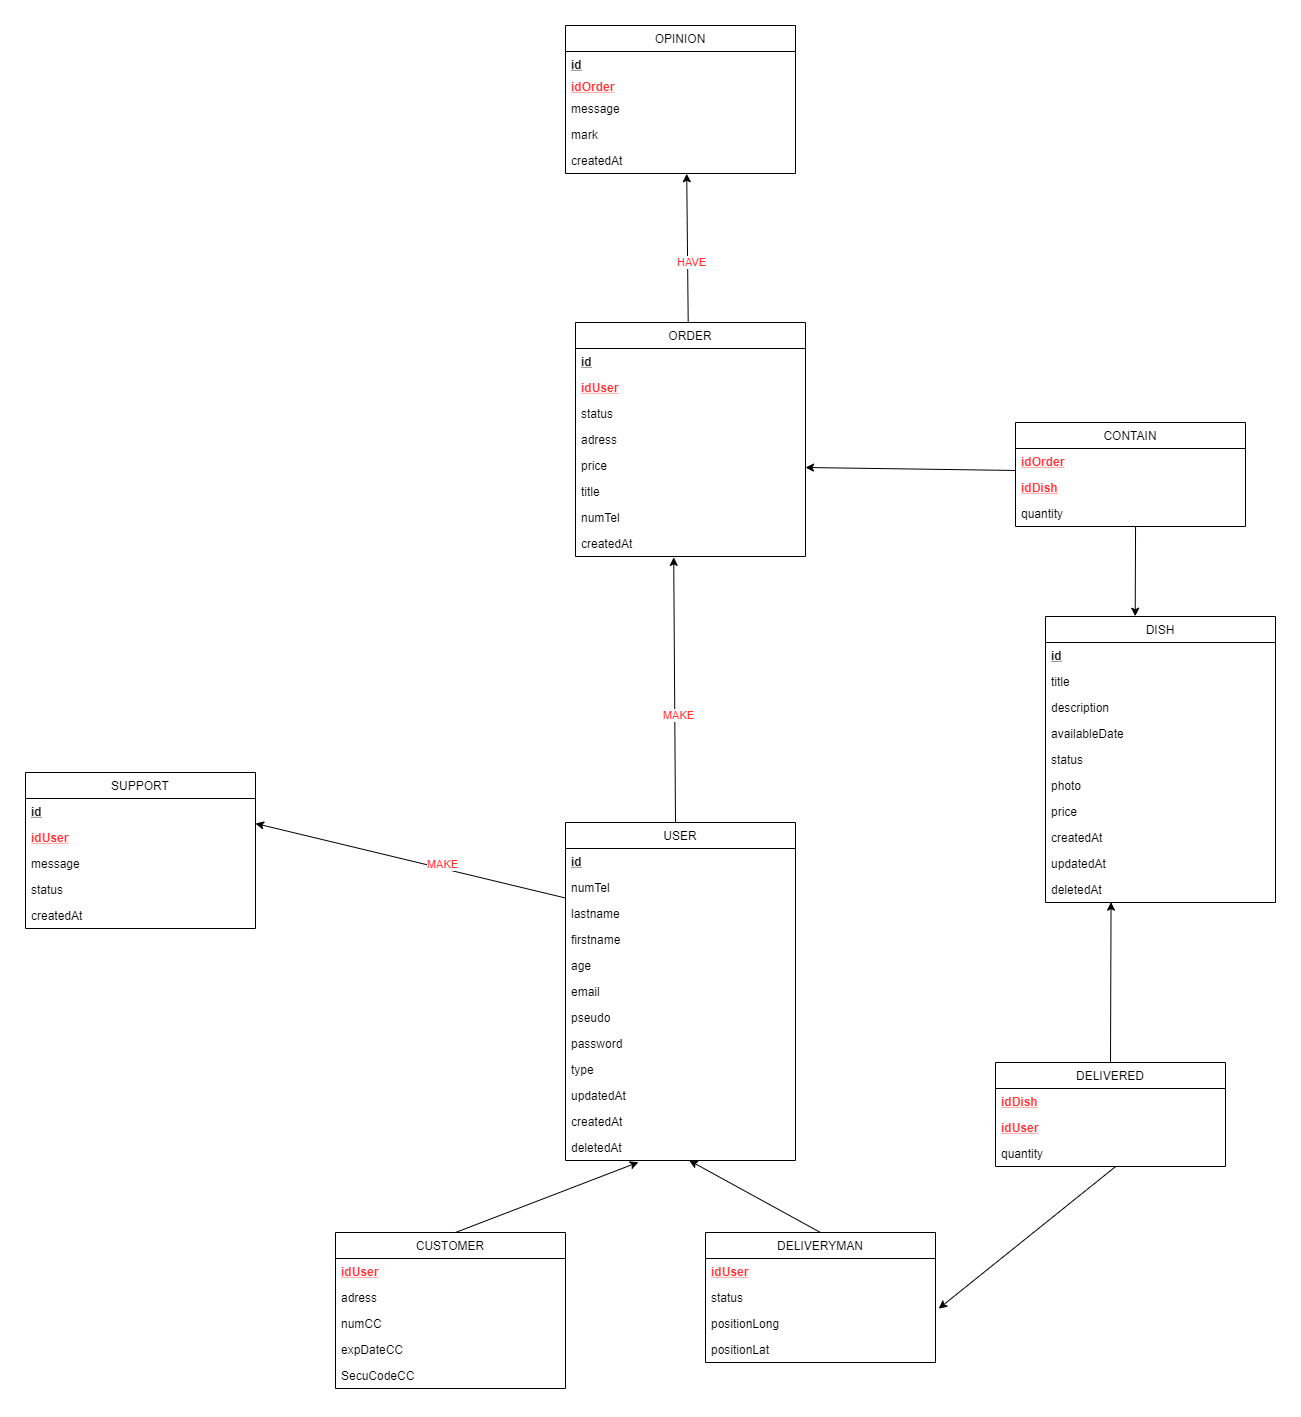 OPINION
id
idOrder
message
mark
createdAt
HAVE
ORDER
id
idUser
status
adress
price
title
numTel
createdAt
CONTAIN
idOrder
idDish
quantity
DISH
id
title
description
availableDate
status
photo
price
createdAt
updatedAt
deletedAt
MAKE
SUPPORT
id
idUser
message
status
createdAt
MAKE
USER
id
numTel
lastname
firstname
age
email
pseudo
password
type
updatedAt
createdAt
deletedAt
DELIVERED
idDish
idUser
quantity
CUSTOMER
idUser
adress
numCC
expDateCC
SecuCodeCC
DELIVERYMAN
idUser
status
positionLong
positionLat